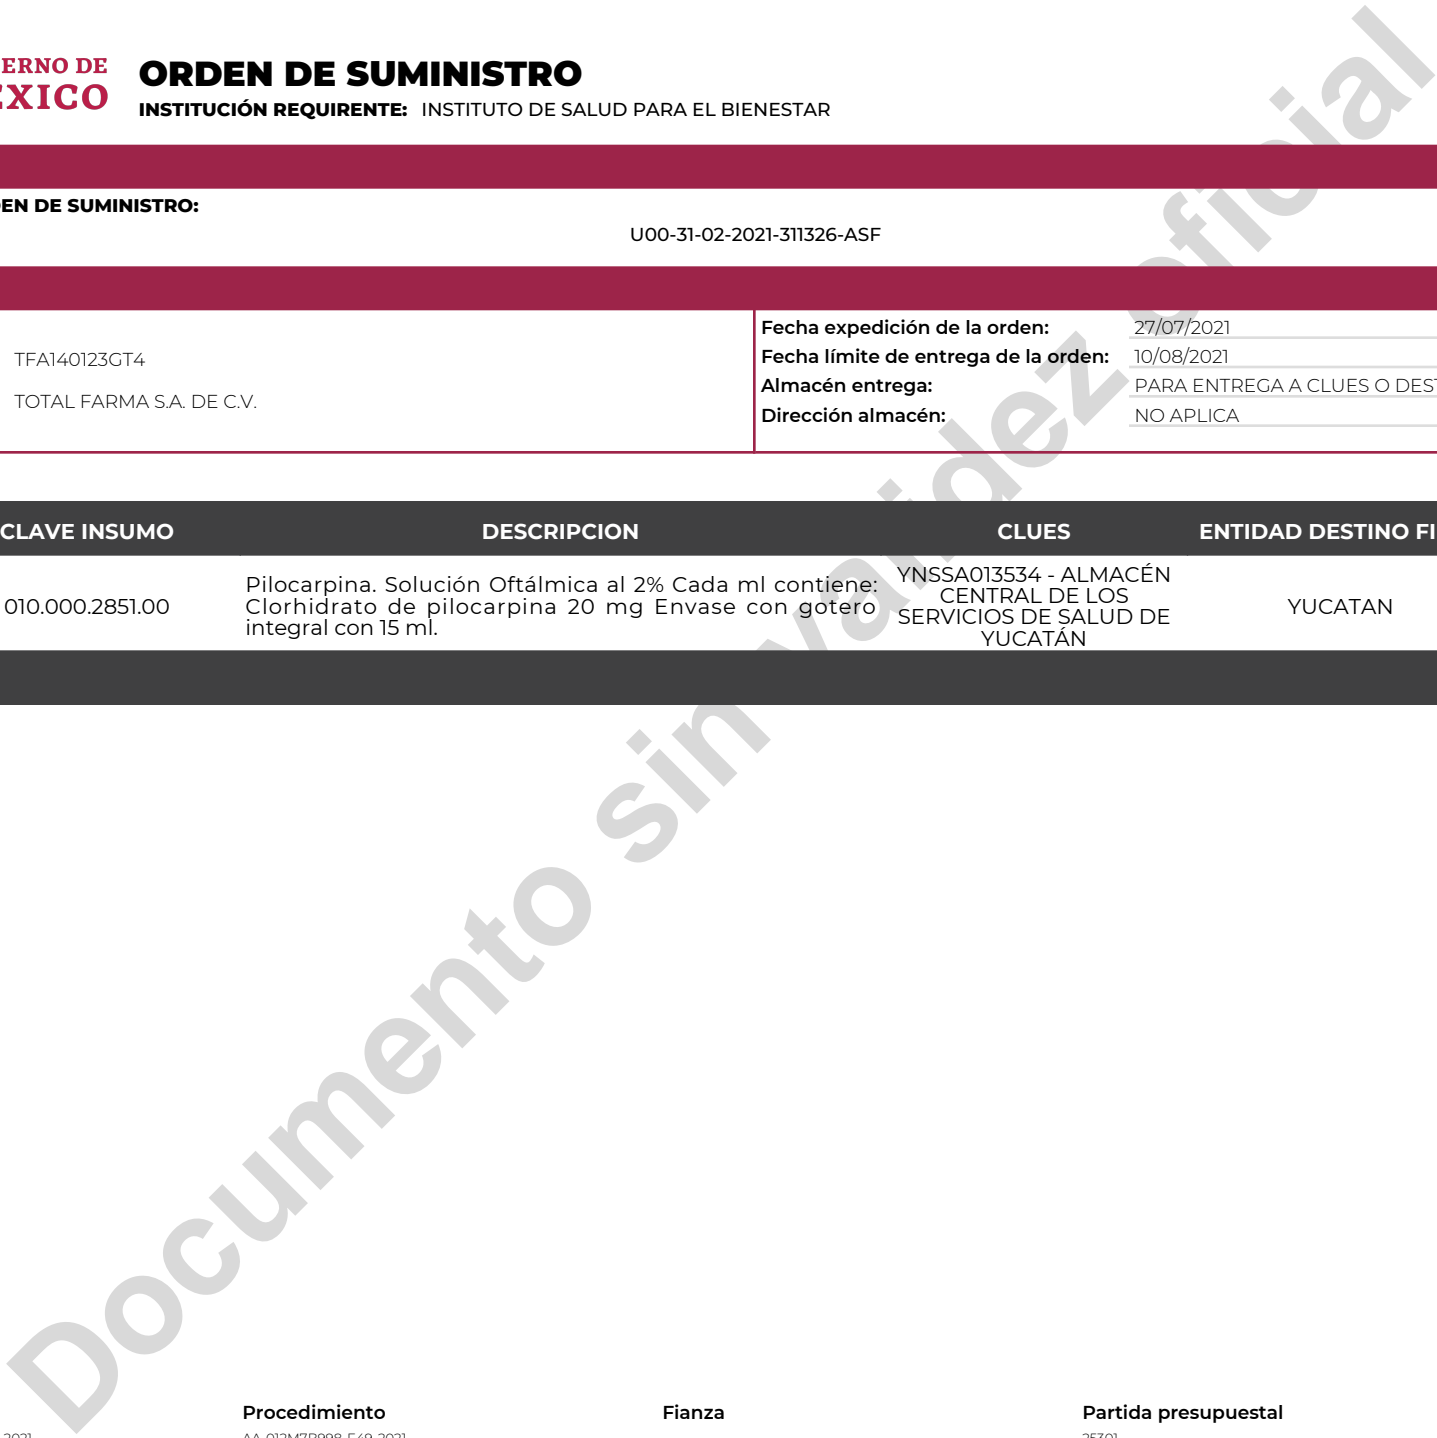 ERNO DE
ÉXICO
ORDEN DE SUMINISTRO
INSTITUCIÓN REQUIRENTE: INSTITUTO DE SALUD PARA EL BIENESTAR
EN DE SUMINISTRO:
U00-31-02-2021-311326-ASF
TFA140123GT4
TOTAL FARMA S.A. DE C.V.
Fecha expedición de la orden: 27/07/2021
Fecha límite de entrega de la orden: 10/08/2021
Almacén entrega: PARA ENTREGA A CLUES O DEST
Dirección almacén: NO APLICA
CLAVE INSUMO DESCRIPCION CLUES ENTIDAD DESTINO FI
010.000.2851.00
Pilocarpina. Solución Oftálmica al 2% Cada ml contiene:
Clorhidrato de pilocarpina 20 mg Envase con gotero
integral con 15 ml.
YNSSA013534 - ALMACÉN
CENTRAL DE LOS
SERVICIOS DE SALUD DE
YUCATÁN
YUCATAN
Documento sin validez oficial
Procedimiento Fianza Partida presupuestal